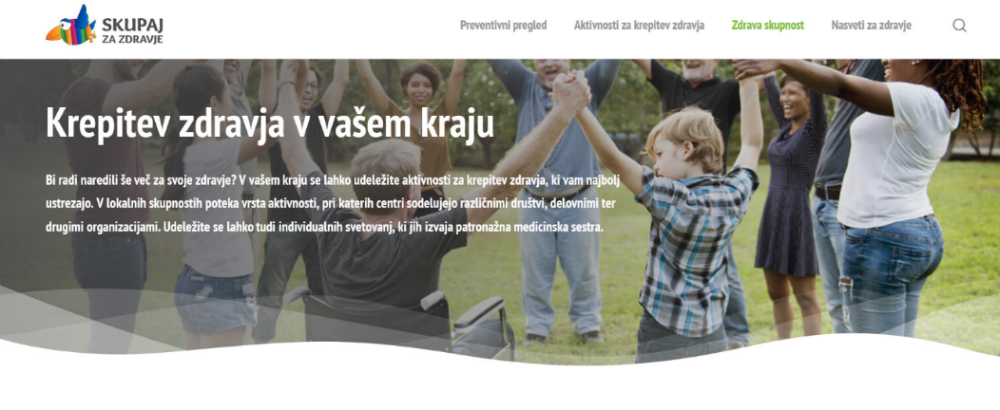 SKUPAJ
ZA ZDRAVJE
Preventivni pregled Aktivnosti za krepitev zdravja Zdrava skupnost Nasveti za zdravje
Krepitev zdravja v vašem kraju
Bi radi naredili še več za svoje zdravje? V vašem kraju se lahko udeležite aktivnosti za krepitev zdravja, ki vam najbolj
ustrezajo. V lokalnih skupnostih poteka vrsta aktivnosti, pri katerih centri sodelujejo različnimi društvi, delovnimi ter
drugimi organizacijami. Udeležite se lahko tudi individualnih svetovanj, ki jih izvaja patronažna medicinska sestra.